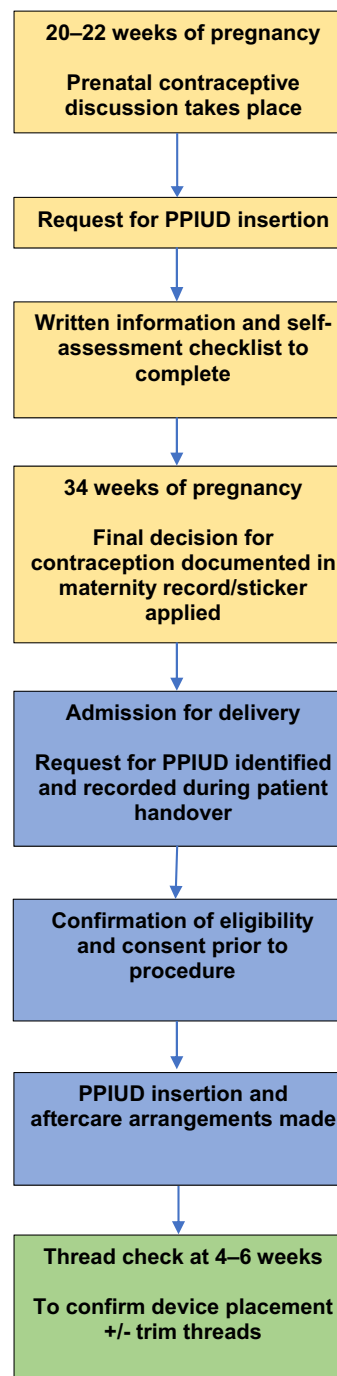 20–22 weeks of pregnancy
Prenatal contraceptive
discussion takes place
Request for PPIUD insertion
Written information and self-
assessment checklist to
complete
34 weeks of pregnancy
Final decision for
contraception documented in
maternity record/sticker
applied
Admission for delivery
Request for PPIUD identified
and recorded during patient
handover
Confirmation of eligibility
and consent prior to
procedure
PPIUD insertion and
aftercare arrangements made
Thread check at 4–6 weeks
To confirm device placement
+/- trim threads